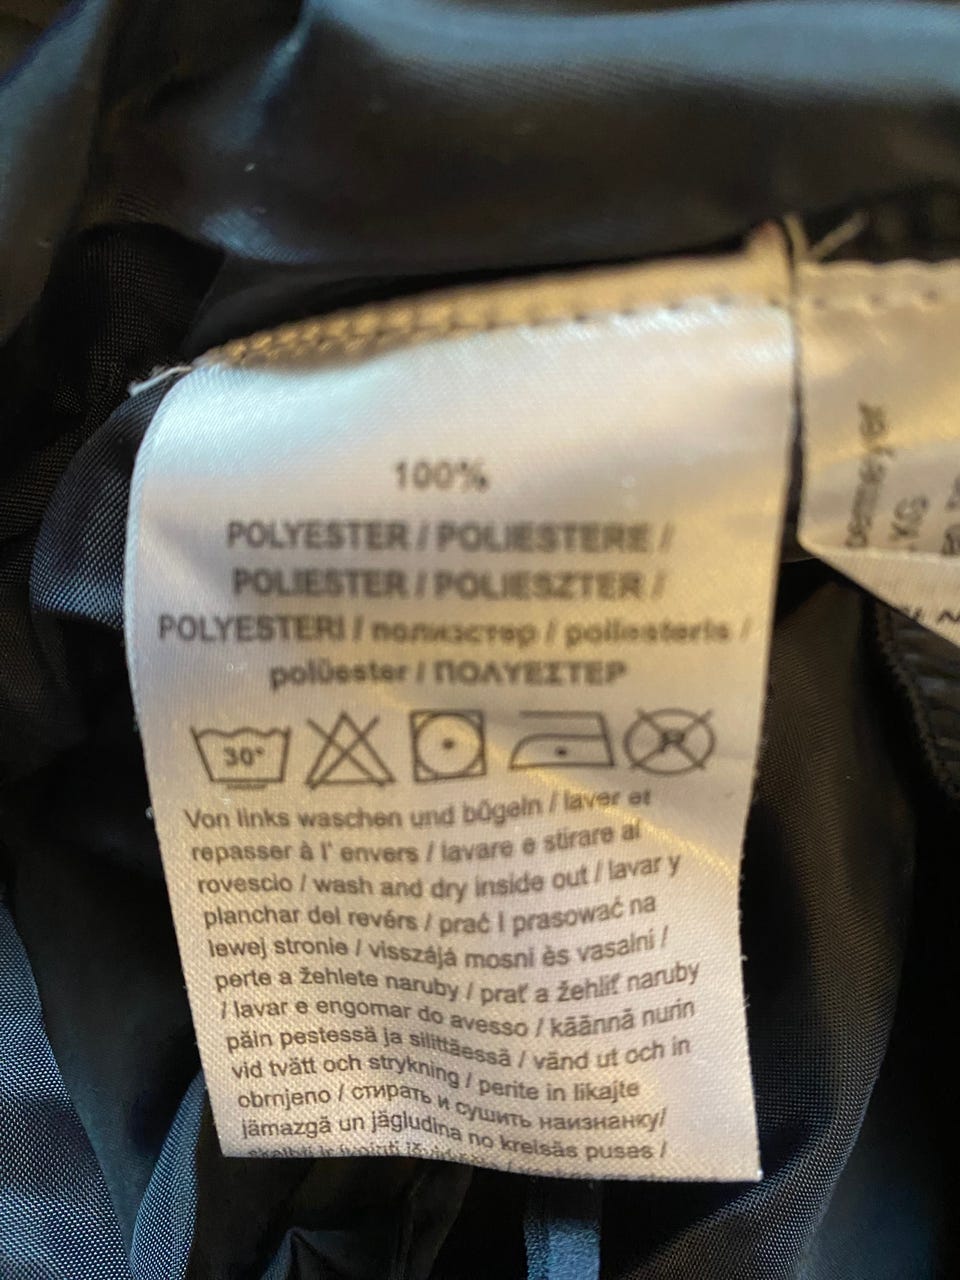 100%
POLYESTER / POLIESTERE /
POLIESTER / POLIESZTER /
POLYESTERI / полиэстер / poliesteris /
polüester / ΠΟΛΥΕΣΤΕΡ
30° P
Von links waschen und bügeln / laver et
repasser à l' envers / lavare e stirare al
rovescio / wash and dry inside out / lavar y
planchar del revérs / prać I prasować na
lewej stronie / visszájá mosni ès vasalni /
perte a žehlete naruby / prať a žehliť naruby
/ lavar e engomar do avesso / käännä nurin
päin pestessä ja silittäessä / vänd ut och in
vid tvätt och strykning / perite in likajte
obrnjeno / стирать и сушить наизнанку/
jāmazgā un jāgludina no kreisās puses /
skalbti ir